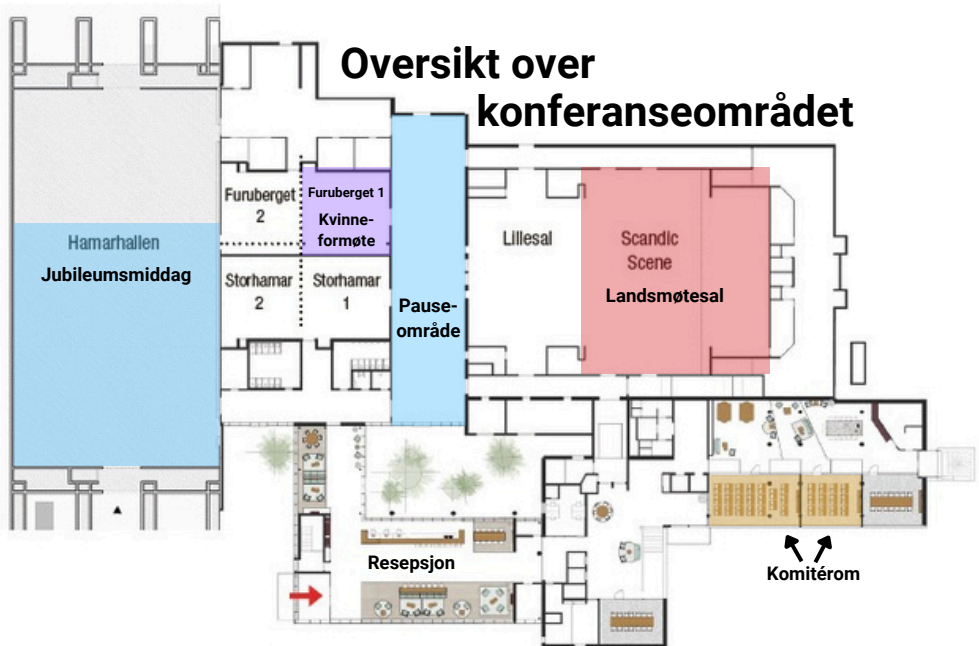 Oversikt over
konferanseområdet
Hamarhallen
Jubileumsmiddag
Furuberget
2
Furuberget 1
Kvinne-
formøte
Storhamar
2
Storhamar
1
Pause-
område
Lillesal
Scandic
Scene
Landsmøtesal
Resepsjon
Komitérom